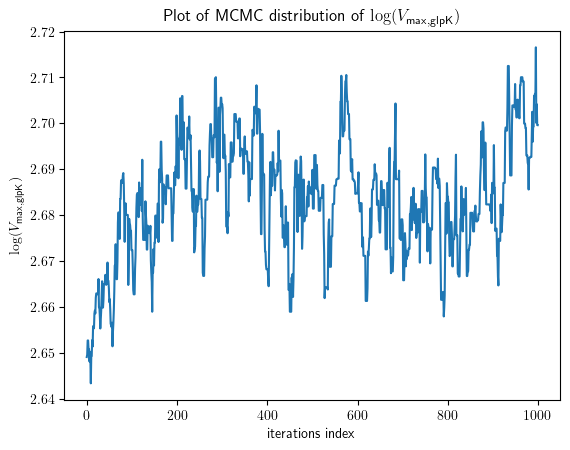 Plot of MCMC distribution of log(V_max,glpK)
log(V_max,glpK)
2.72
2.71
2.70
2.69
2.68
2.67
2.66
2.65
2.64
0 200 400 600 800 1000
iterations index